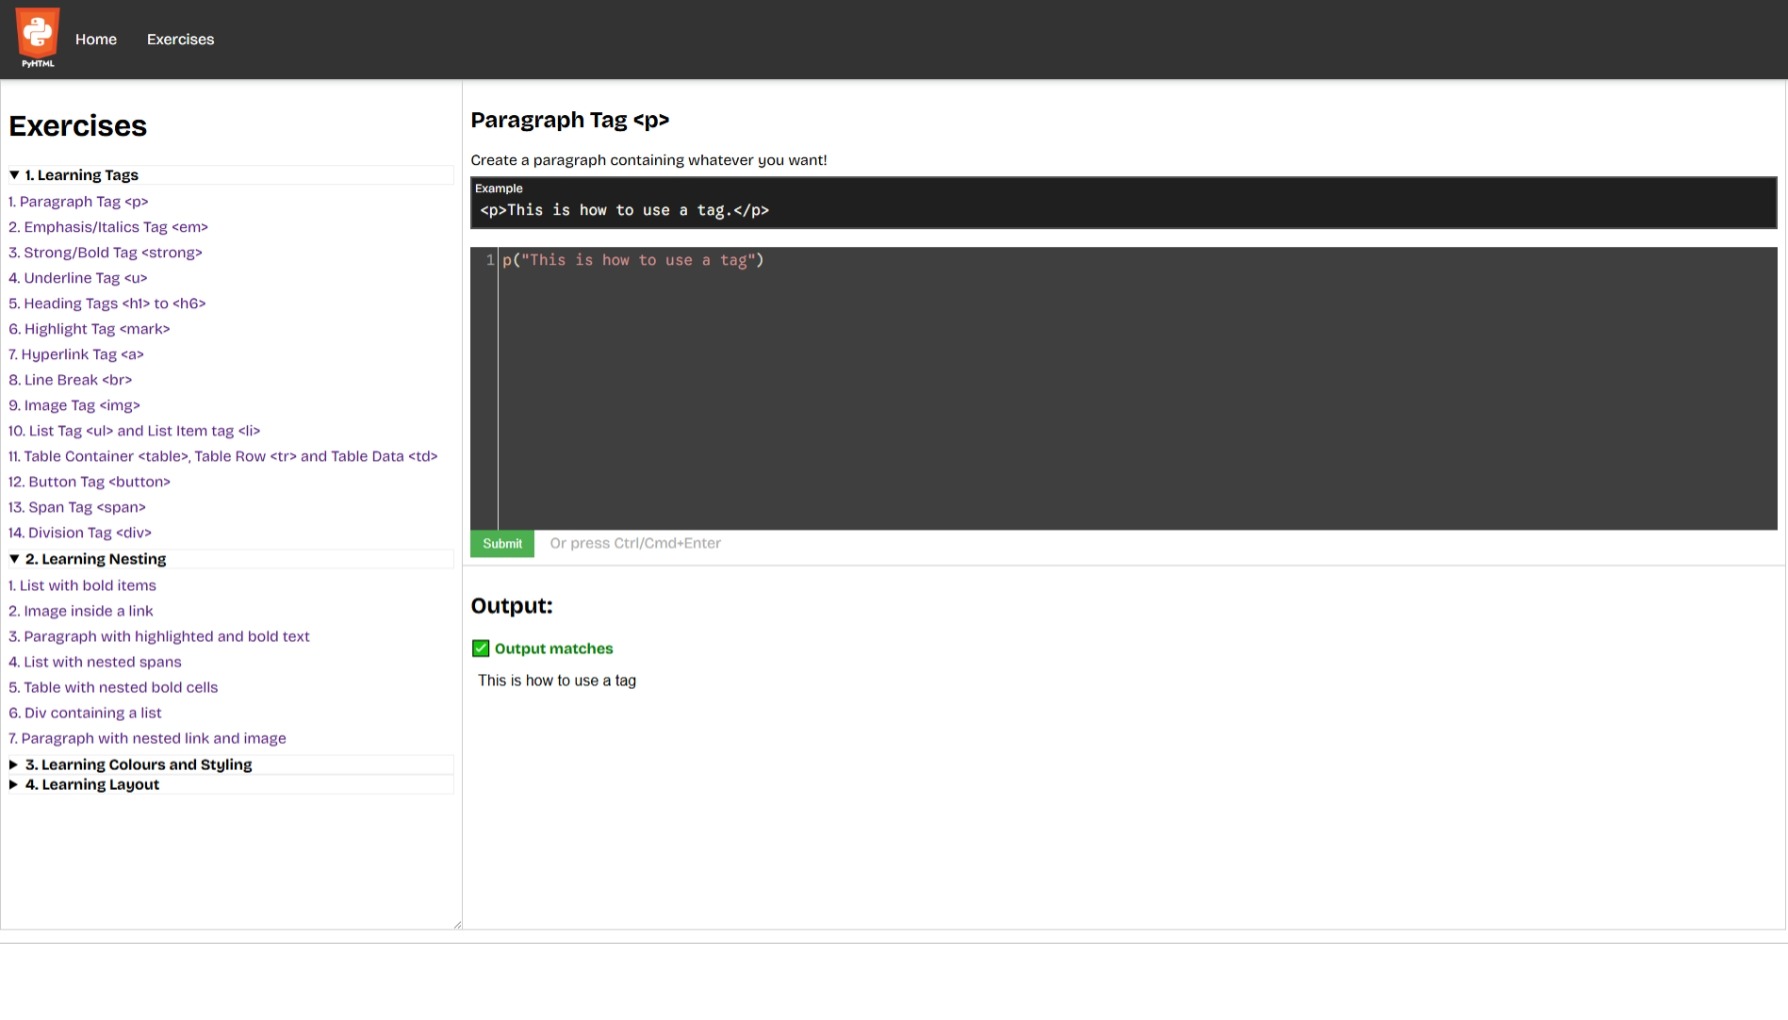 PyHTML
Home
Exercises
Exercises
▼ 1. Learning Tags
1. Paragraph Tag <p>
2. Emphasis/Italics Tag <em>
3. Strong/Bold Tag <strong>
4. Underline Tag <u>
5. Heading Tags <h1> to <h6>
6. Highlight Tag <mark>
7. Hyperlink Tag <a>
8. Line Break <br>
9. Image Tag <img>
10. List Tag <ul> and List Item tag <li>
11. Table Container <table>, Table Row <tr> and Table Data <td>
12. Button Tag <button>
13. Span Tag <span>
14. Division Tag <div>
▼ 2. Learning Nesting
1. List with bold items
2. Image inside a link
3. Paragraph with highlighted and bold text
4. List with nested spans
5. Table with nested bold cells
6. Div containing a list
7. Paragraph with nested link and image
▶ 3. Learning Colours and Styling
▶ 4. Learning Layout
Paragraph Tag <p>
Create a paragraph containing whatever you want!
Example
<p>This is how to use a tag.</p>
1 p("This is how to use a tag")
Submit Or press Ctrl/Cmd+Enter
Output:
✅ Output matches
This is how to use a tag